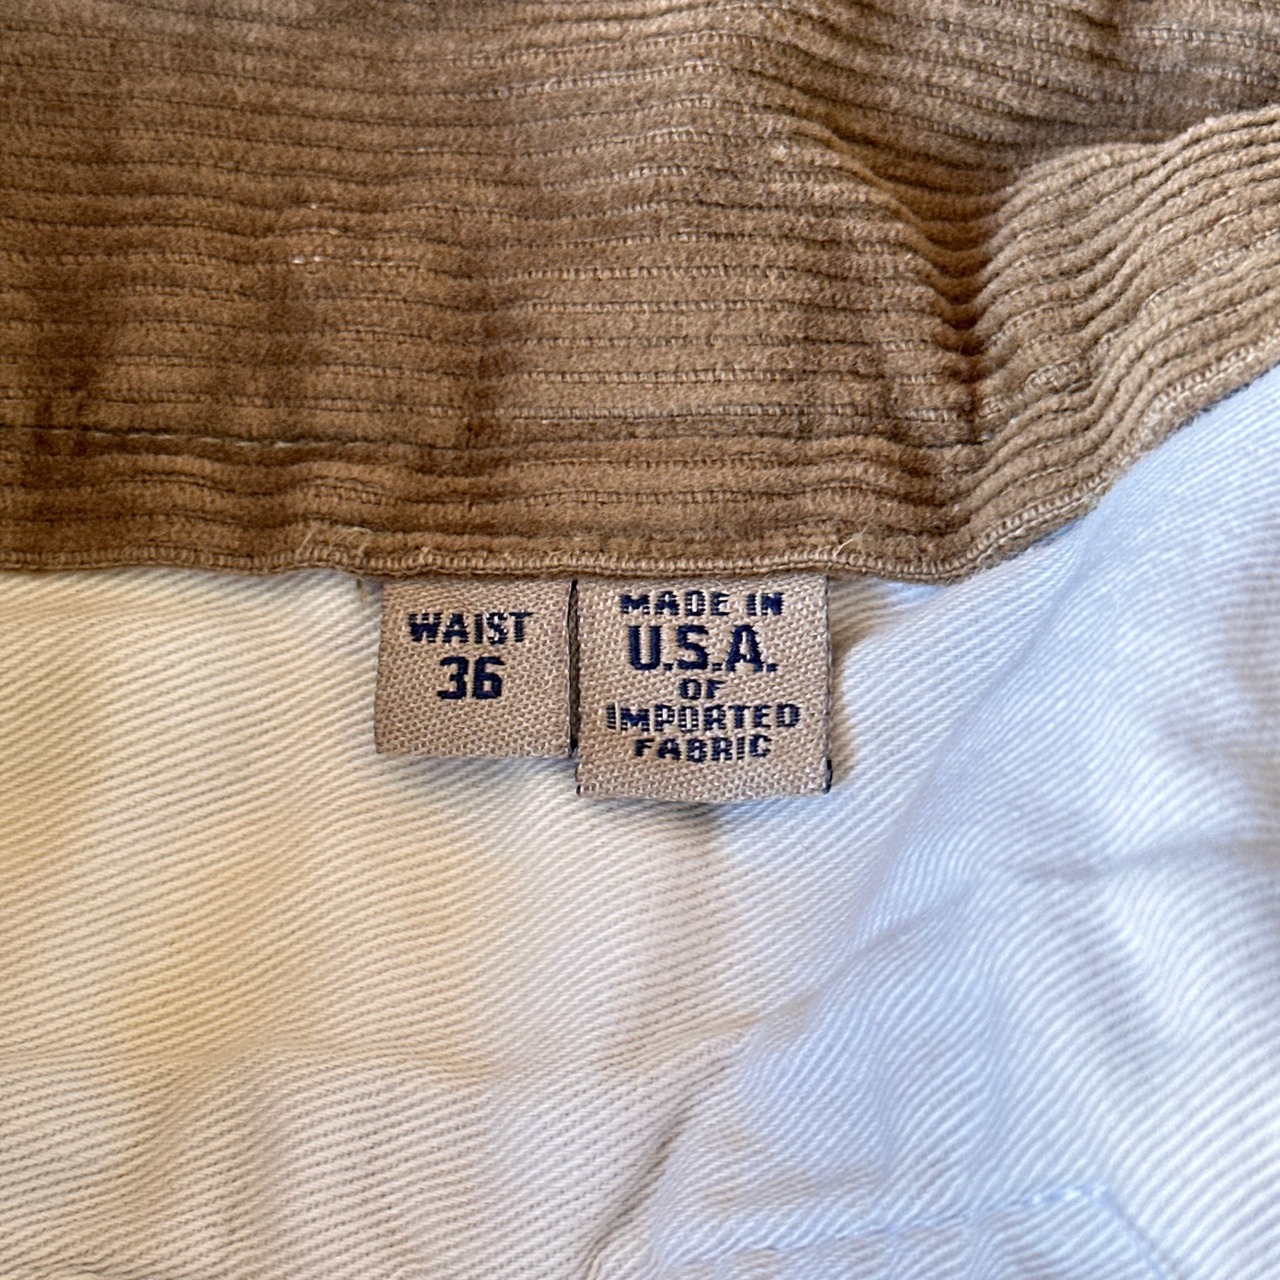 WAIST
36
MADE IN
U.S.A.
OF
IMPORTED
FABRIC